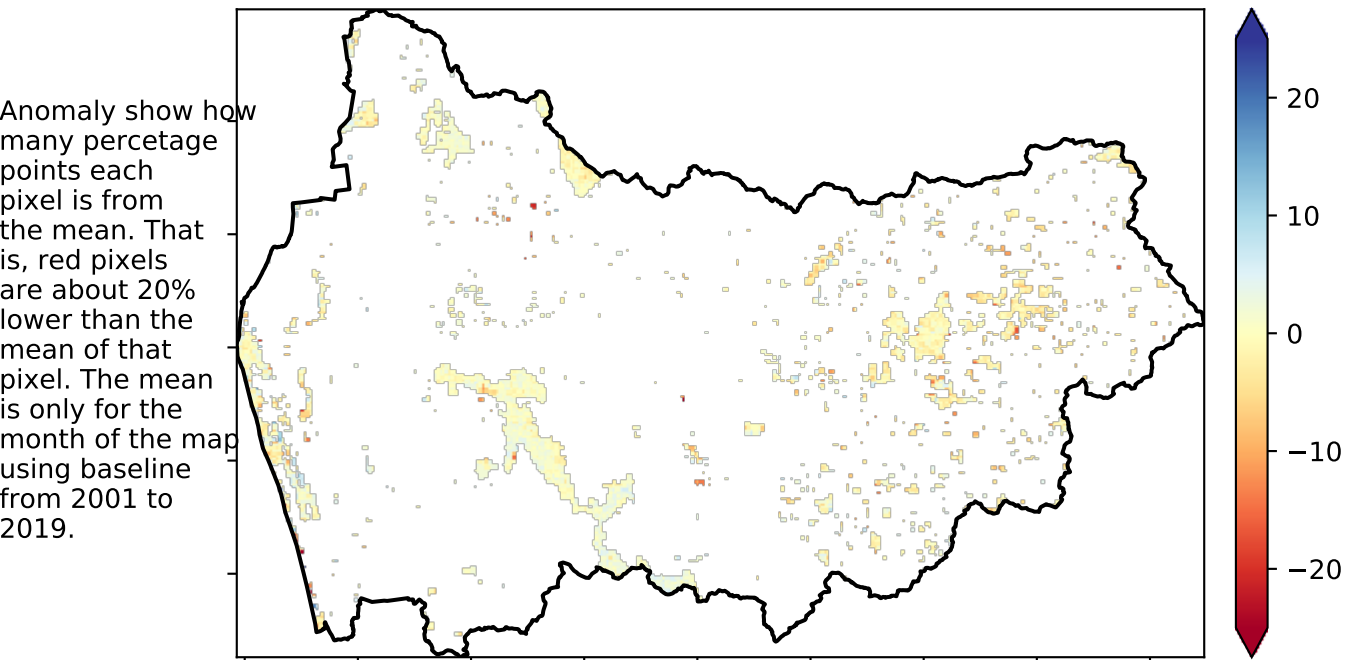 Anomaly show how
many percetage
points each
pixel is from
the mean. That
is, red pixels
are about 20%
lower than the
mean of that
pixel. The mean
is only for the
month of the map
using baseline
from 2001 to
2019.
20
10
0
−10
−20